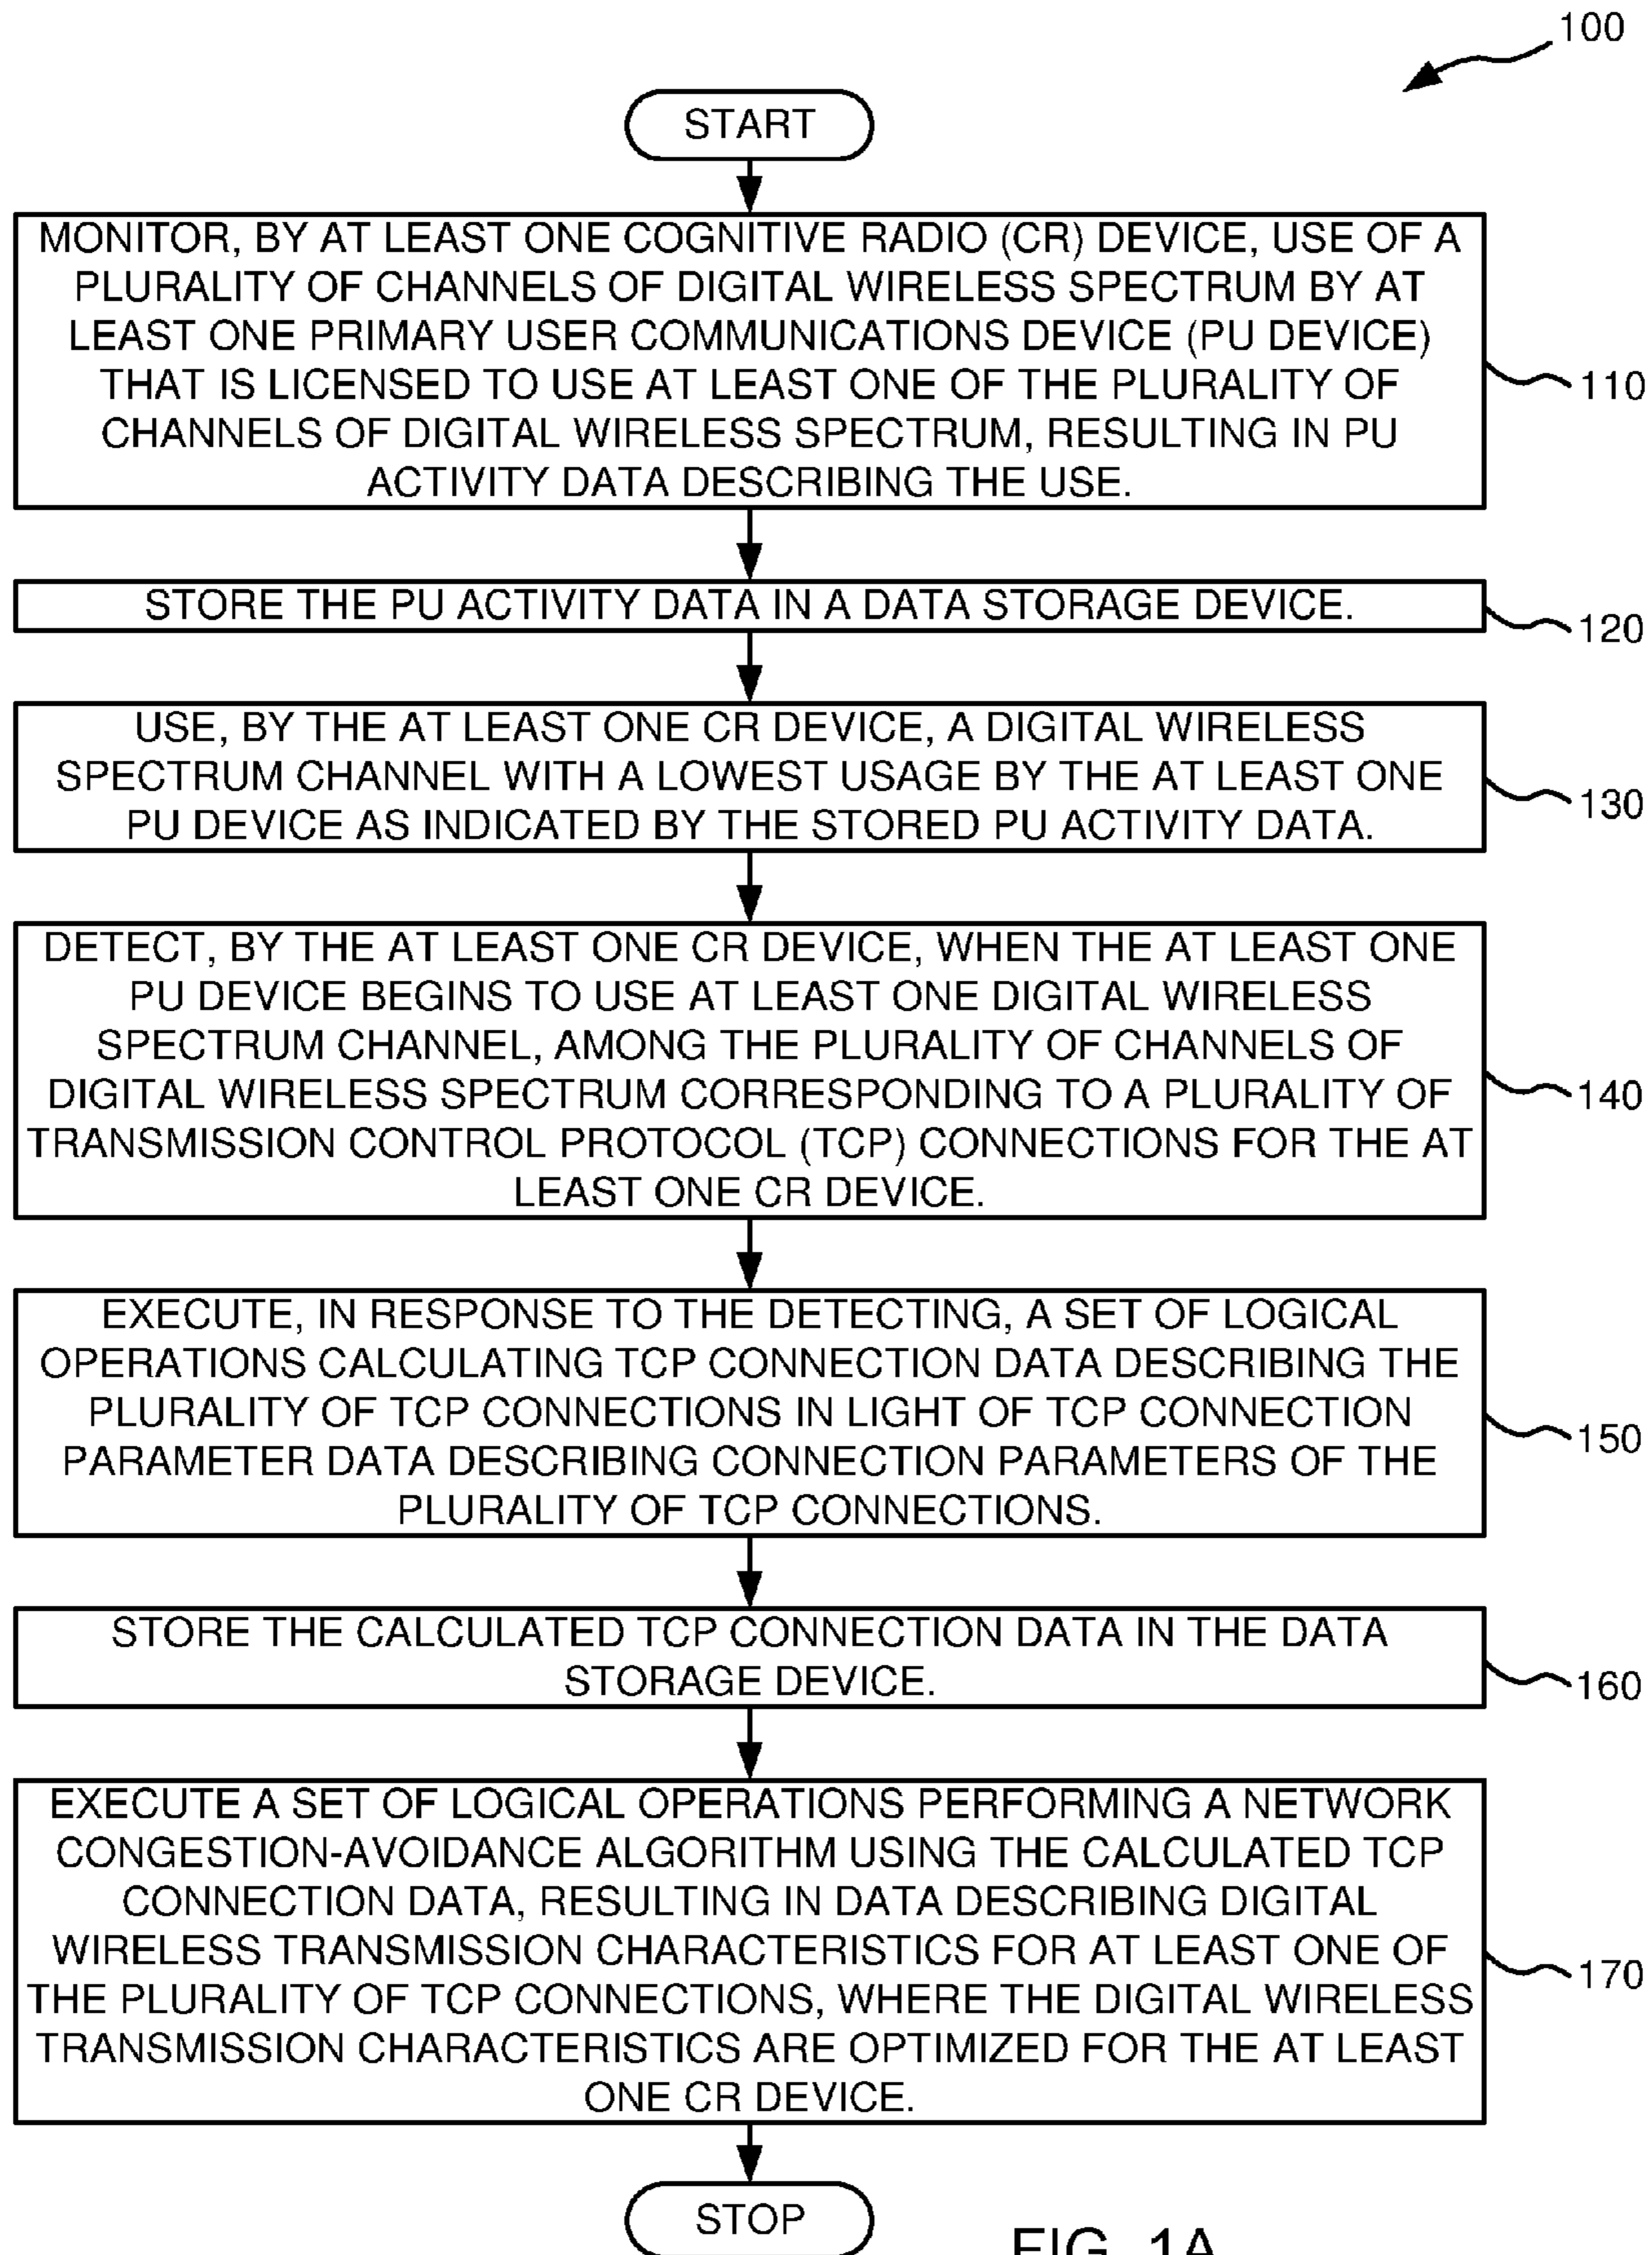 100
START
MONITOR, BY AT LEAST ONE COGNITIVE RADIO (CR) DEVICE, USE OF A
PLURALITY OF CHANNELS OF DIGITAL WIRELESS SPECTRUM BY AT
LEAST ONE PRIMARY USER COMMUNICATIONS DEVICE (PU DEVICE)
THAT IS LICENSED TO USE AT LEAST ONE OF THE PLURALITY OF
CHANNELS OF DIGITAL WIRELESS SPECTRUM, RESULTING IN PU
ACTIVITY DATA DESCRIBING THE USE.
110
STORE THE PU ACTIVITY DATA IN A DATA STORAGE DEVICE.
120
USE, BY THE AT LEAST ONE CR DEVICE, A DIGITAL WIRELESS
SPECTRUM CHANNEL WITH A LOWEST USAGE BY THE AT LEAST ONE
PU DEVICE AS INDICATED BY THE STORED PU ACTIVITY DATA.
130
DETECT, BY THE AT LEAST ONE CR DEVICE, WHEN THE AT LEAST ONE
PU DEVICE BEGINS TO USE AT LEAST ONE DIGITAL WIRELESS
SPECTRUM CHANNEL, AMONG THE PLURALITY OF CHANNELS OF
DIGITAL WIRELESS SPECTRUM CORRESPONDING TO A PLURALITY OF
TRANSMISSION CONTROL PROTOCOL (TCP) CONNECTIONS FOR THE AT
LEAST ONE CR DEVICE.
140
EXECUTE, IN RESPONSE TO THE DETECTING, A SET OF LOGICAL
OPERATIONS CALCULATING TCP CONNECTION DATA DESCRIBING THE
PLURALITY OF TCP CONNECTIONS IN LIGHT OF TCP CONNECTION
PARAMETER DATA DESCRIBING CONNECTION PARAMETERS OF THE
PLURALITY OF TCP CONNECTIONS.
150
STORE THE CALCULATED TCP CONNECTION DATA IN THE DATA
STORAGE DEVICE.
160
EXECUTE A SET OF LOGICAL OPERATIONS PERFORMING A NETWORK
CONGESTION-AVOIDANCE ALGORITHM USING THE CALCULATED TCP
CONNECTION DATA, RESULTING IN DATA DESCRIBING DIGITAL
WIRELESS TRANSMISSION CHARACTERISTICS FOR AT LEAST ONE OF
THE PLURALITY OF TCP CONNECTIONS, WHERE THE DIGITAL WIRELESS
TRANSMISSION CHARACTERISTICS ARE OPTIMIZED FOR THE AT LEAST
ONE CR DEVICE.
170
STOP
FIG. 1A